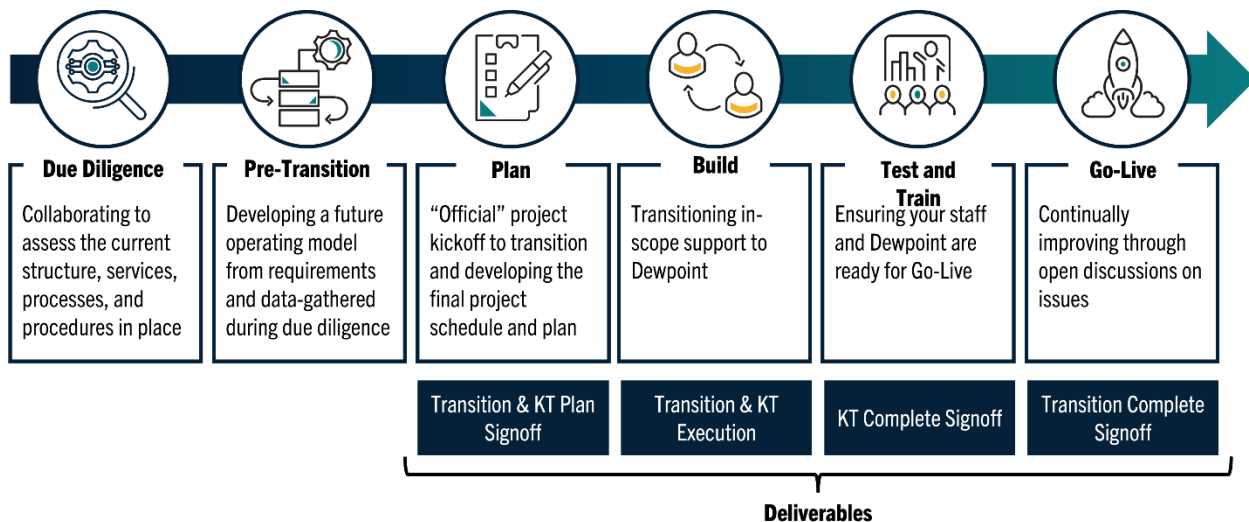 Due Diligence
Collaborating to
assess the current
structure, services,
processes, and
procedures in place
Pre-Transition
Developing a future
operating model
from requirements
and data-gathered
during due diligence
Plan
“Official” project
kickoff to transition
and developing the
final project
schedule and plan
Build
Transitioning in-
scope support to
Dewpoint
Test and
Train
Ensuring your staff
and Dewpoint are
ready for Go-Live
Go-Live
Continually
improving through
open discussions on
issues
Transition & KT Plan
Signoff
Transition & KT
Execution
KT Complete Signoff
Transition Complete
Signoff
Deliverables